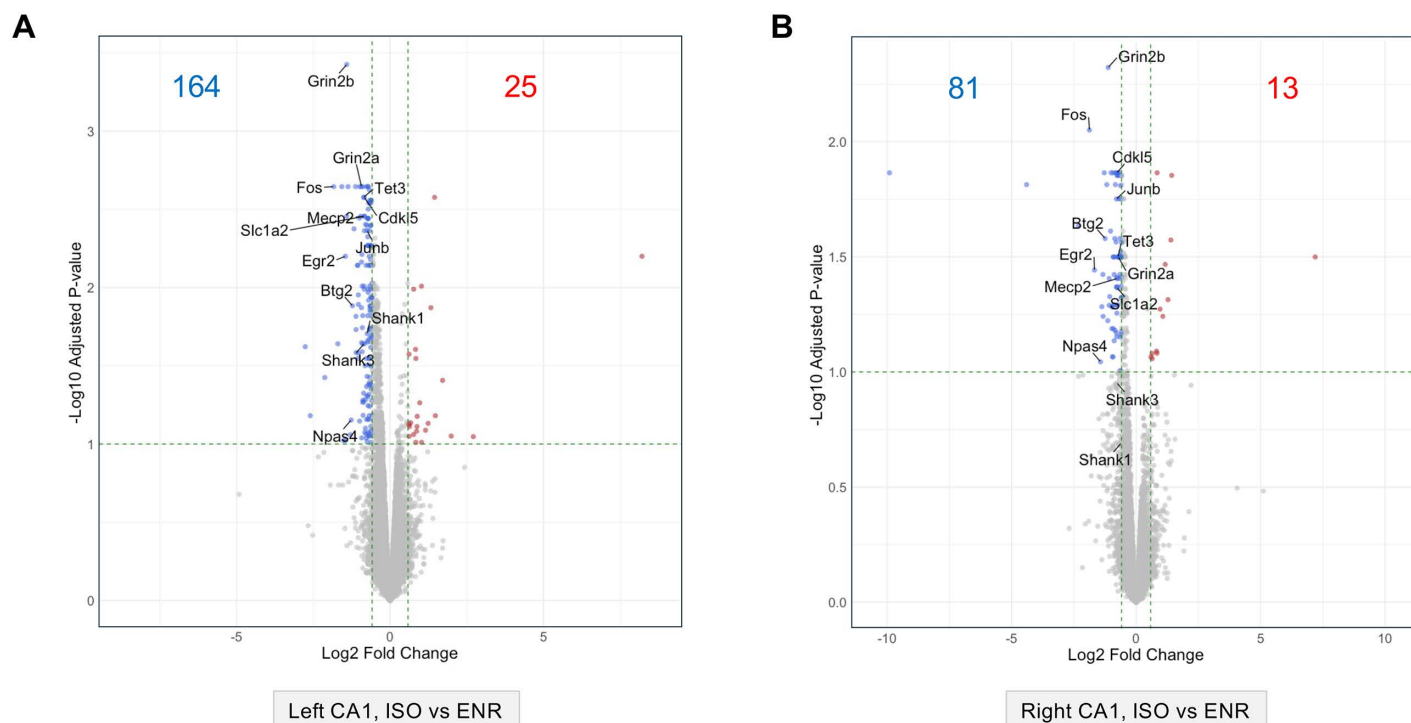 A
164
25
Grin2b
Grin2a
Fos
Tet3
Mecp2
Cdkl5
Slc1a2
Junb
Egr2
Btg2
Shank1
Shank3
Npas4
3
2
1
0
-Log10 Adjusted P-value
-5
0
5
Log2 Fold Change
Left CA1, ISO vs ENR
B
81
13
Grin2b
Fos
Cdkl5
Junb
Btg2
Tet3
Egr2
Grin2a
Mecp2
Slc1a2
Npas4
Shank3
Shank1
2.0
1.5
1.0
0.5
0.0
-Log10 Adjusted P-value
-10
-5
0
5
10
Log2 Fold Change
Right CA1, ISO vs ENR